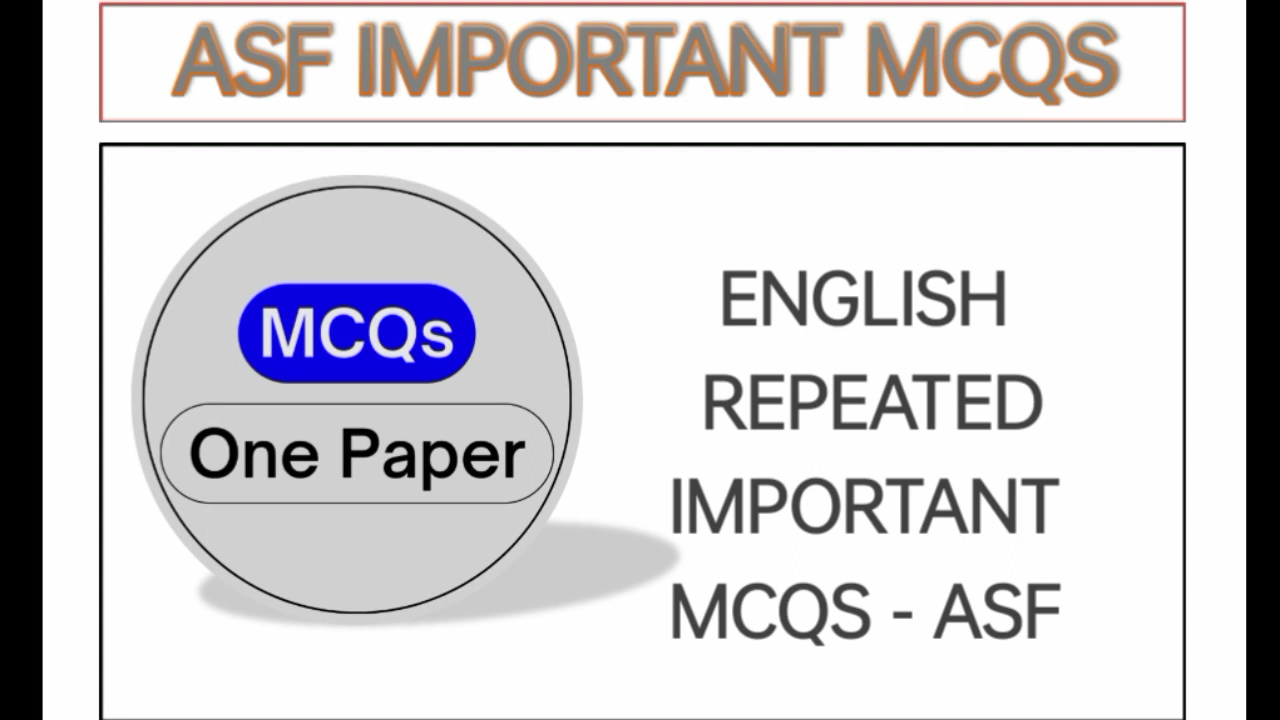 ASF IMPORTANT MCQS
MCQs
One Paper
ENGLISH
REPEATED
IMPORTANT
MCQS - ASF